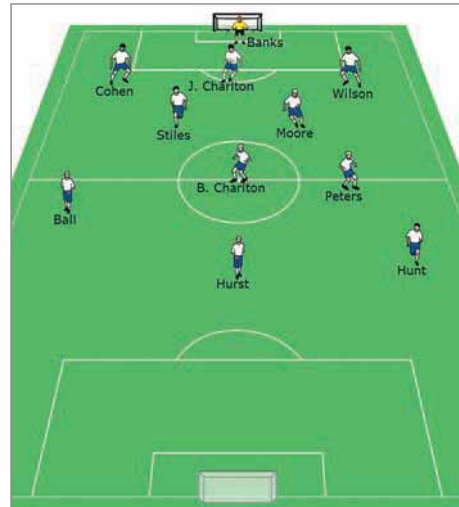 Banks
Cohen
J. Charlton
Wilson
Stiles
Moore
B. Charlton
Peters
Ball
Hurst
Hunt